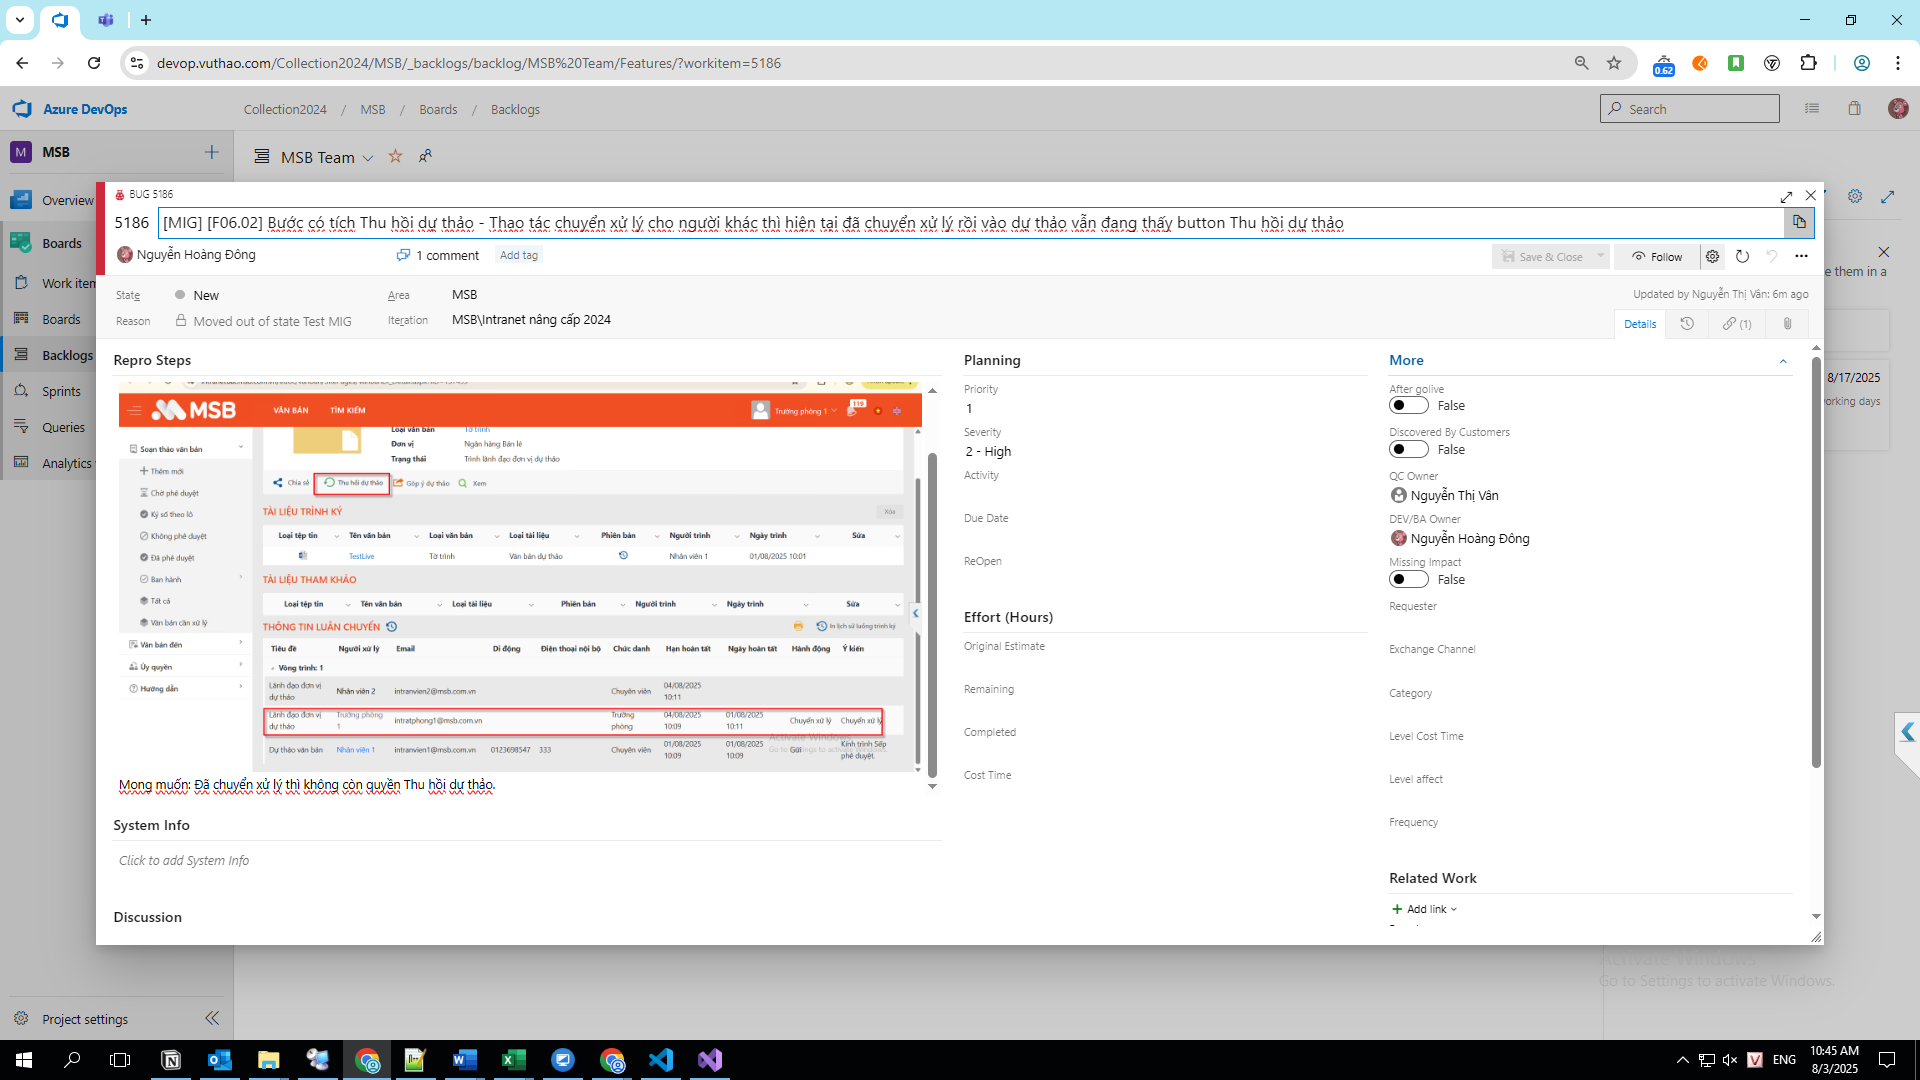 devop.vuthao.com/Collection2024/MSB/_backlogs/backlog/MSB%20Team/Features/?workitem=5186
0.62
Azure DevOps
Collection2024 / MSB / Boards / Backlogs
Search
M MSB
MSB Team
Overview
Boards
Work item
Boards
Backlogs
Sprints
Queries
Analytics
Project settings
e them in a
8/17/2025
orking days
BUG 5186
5186 [MIG] [F06.02] Bước có tích Thu hồi dự thảo - Thao tác chuyển xử lý cho người khác thì hiện tại đã chuyển xử lý rồi vào dự thảo vẫn đang thấy button Thu hồi dự thảo
Nguyễn Hoàng Đông
1 comment
Add tag
Save & Close
Follow
State New
Area MSB
Updated by Nguyễn Thị Vân: 6m ago
Reason Moved out of state Test MIG
Iteration MSB\Intranet nâng cấp 2024
Details
(1)
Repro Steps
MSB
VĂN BẢN TÌM KIẾM
Trưởng phòng 1
119
Soạn thảo văn bản
Thêm mới
Chờ phê duyệt
Ký số theo lô
Không phê duyệt
Đã phê duyệt
Ban hành
Tất cả
Văn bản cần xử lý
Văn bản đến
Ủy quyền
Hướng dẫn
Loại văn bản Tờ trình
Đơn vị Ngân hàng Bán lẻ
Trạng thái Trình lãnh đạo đơn vị dự thảo
Chia sẻ Thu hồi dự thảo Góp ý dự thảo Xem
TÀI LIỆU TRÌNH KÝ
Xóa
Loại tệp tin Tên văn bản Loại văn bản Loại tài liệu Phiên bản Người trình Ngày trình Sửa
TestLive Tờ trình Văn bản dự thảo Nhân viên 1 01/08/2025 10:01
TÀI LIỆU THAM KHẢO
Loại tệp tin Tên văn bản Loại tài liệu Phiên bản Người trình Ngày trình Sửa
THÔNG TIN LUÂN CHUYỂN
In lịch sử luồng trình ký
Tiêu đề Người xử lý Email Di động Điện thoại nội bộ Chức danh Hạn hoàn tất Ngày hoàn tất Hành động Ý kiến
Vòng trình: 1
Lãnh đạo đơn vị dự thảo Nhân viên 2 intranvien2@msb.com.vn Chuyên viên 04/08/2025 10:11
Lãnh đạo đơn vị dự thảo Trưởng phòng 1 intratphong1@msb.com.vn Trưởng phòng 04/08/2025 10:09 01/08/2025 10:11 Chuyển xử lý Chuyển xử lý
Dự thảo văn bản Nhân viên 1 intranvien1@msb.com.vn 0123698547 333 Chuyên viên 01/08/2025 10:09 01/08/2025 10:09 Gửi Kính trình Sếp phê duyệt.
Activate Windows
Go to Settings to activate Windows.
Mong muốn: Đã chuyển xử lý thì không còn quyền Thu hồi dự thảo.
System Info
Click to add System Info
Discussion
Planning
Priority
1
Severity
2 - High
Activity
Due Date
ReOpen
Effort (Hours)
Original Estimate
Remaining
Completed
Cost Time
More
After golive
False
Discovered By Customers
False
QC Owner
Nguyễn Thị Vân
DEV/BA Owner
Nguyễn Hoàng Đông
Missing Impact
False
Requester
Exchange Channel
Category
Level Cost Time
Level affect
Frequency
Related Work
Add link
Activate Windows
Go to Settings to activate Windows.
ENG
10:45 AM
8/3/2025